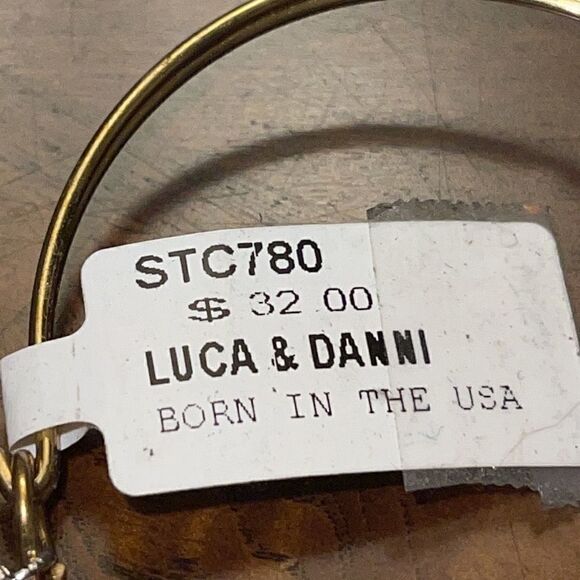 STC780
$ 32 00
LUCA & DANNI
BORN IN THE USA